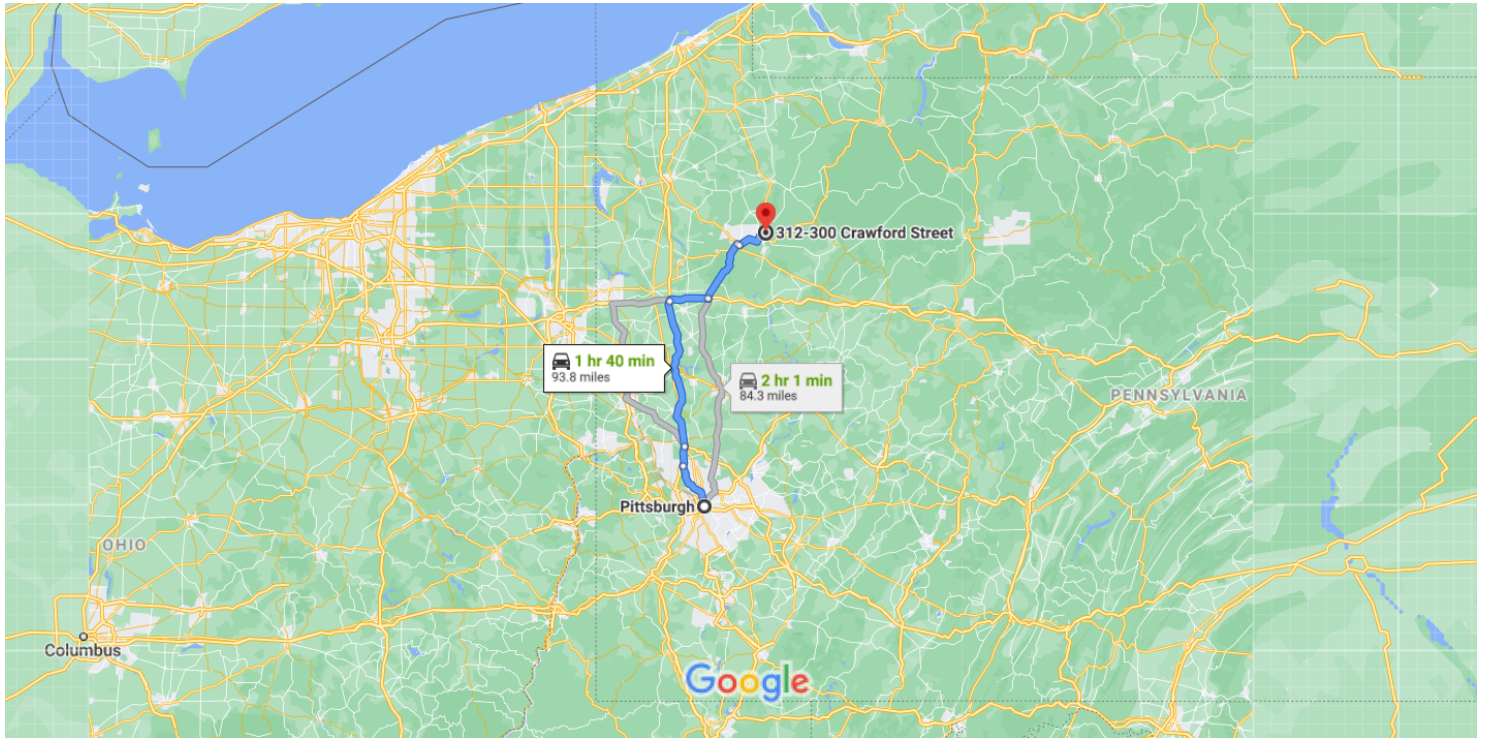 312-300 Crawford Street
1 hr 40 min
93.8 miles
2 hr 1 min
84.3 miles
PENNSYLVANIA
Pittsburgh
OHIO
Columbus
Google